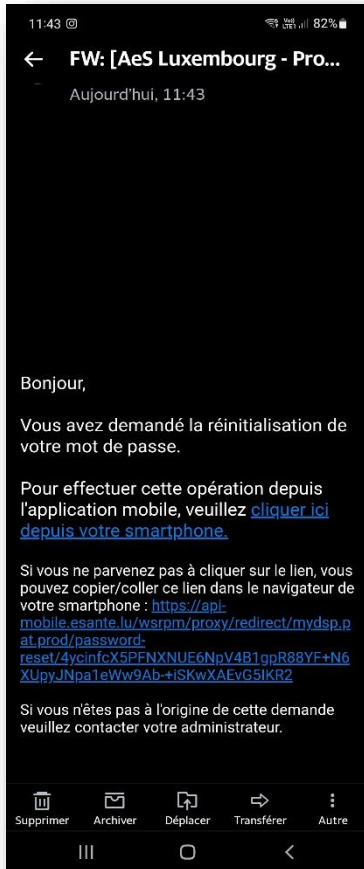 11:43
Vo)) LTE1 82%
FW: [AeS Luxembourg - Pro...
Aujourd'hui, 11:43
Bonjour,
Vous avez demandé la réinitialisation de
votre mot de passe.
Pour effectuer cette opération depuis
l'application mobile, veuillez cliquer ici
depuis votre smartphone.
Si vous ne parvenez pas à cliquer sur le lien, vous
pouvez copier/coller ce lien dans le navigateur de
votre smartphone : https://api-
mobile.esante.lu/wsrpm/proxy/redirect/mydsp.p
at.prod/password-
reset/4ycinfcX5PFNXNUE6NpV4B1gpR88YF+N6
XUpyJNpa1eWw9Ab-+iSKwXAEvG5IKR2
Si vous n'êtes pas à l'origine de cette demande
veuillez contacter votre administrateur.
Supprimer Archiver Déplacer Transférer Autre